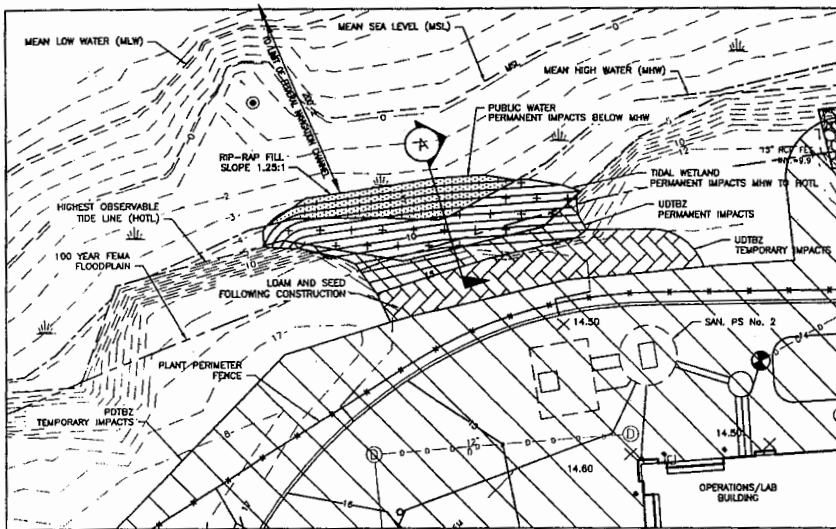 MEAN LOW WATER (MLW)
MEAN SEA LEVEL (MSL)
MSL
MEAN HIGH WATER (MHW)
PUBLIC WATER
PERMANENT IMPACTS BELOW MHW
RIP-RAP FILL
SLOPE 1.25:1
A
TIDAL WETLAND
PERMANENT IMPACTS MHW TO HOTL
HIGHEST OBSERVABLE
TIDE LINE (HOTL)
UDTBZ
PERMANENT IMPACTS
100 YEAR FEMA
FLOODPLAIN
UDTBZ
TEMPORARY IMPACTS
LOAM AND SEED
FOLLOWING CONSTRUCTION
14.50
SAN. PS No. 2
PLANT PERIMETER
FENCE
PDTBZ
TEMPORARY IMPACTS
12"
D
D
14.50
14.60
OPERATIONS/LAB
BUILDING